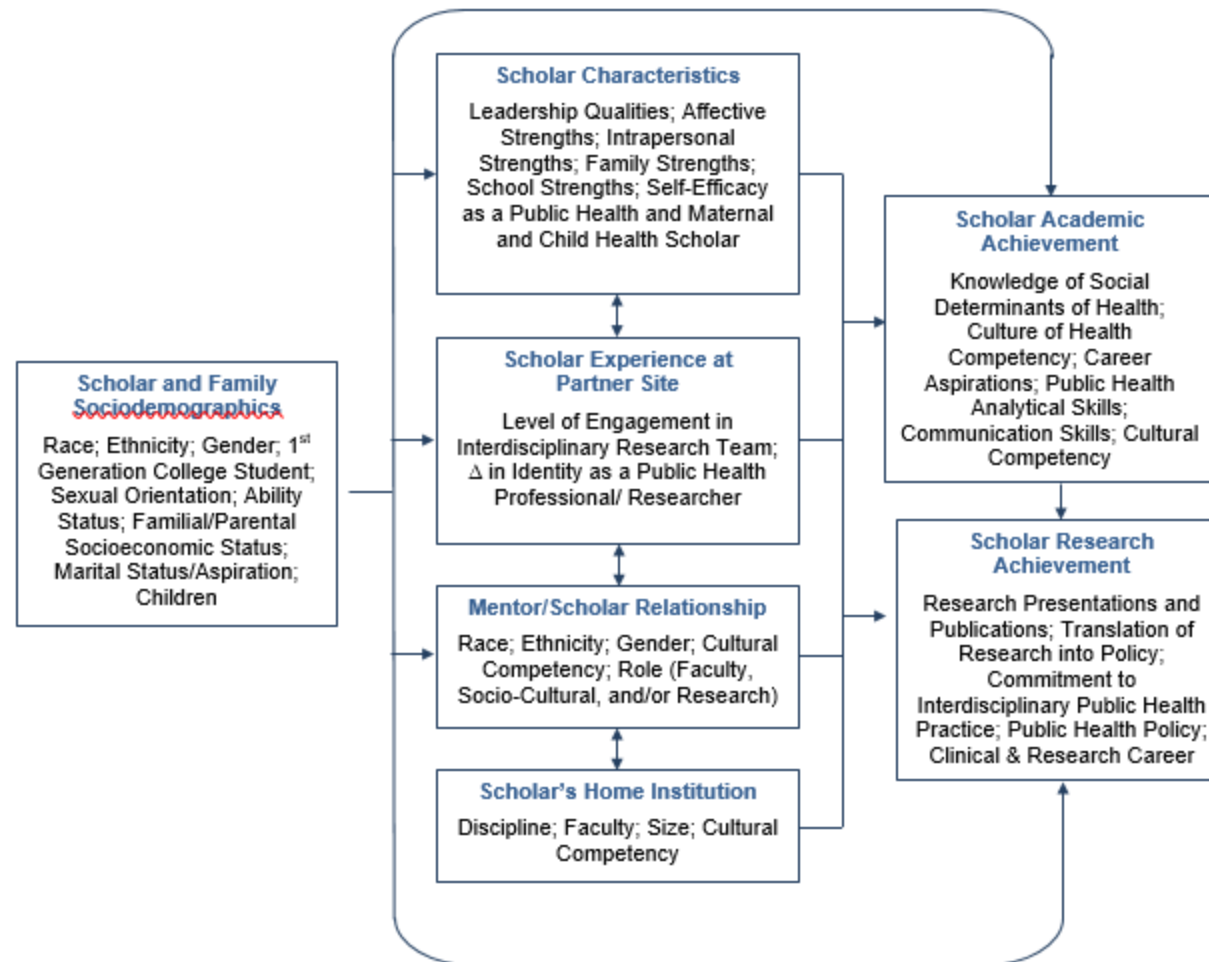 Scholar and Family
Sociodemographics
Race; Ethnicity; Gender; 1st
Generation College Student;
Sexual Orientation; Ability
Status; Familial/Parental
Socioeconomic Status;
Marital Status/Aspiration;
Children
Scholar Characteristics
Leadership Qualities; Affective
Strengths; Intrapersonal
Strengths; Family Strengths;
School Strengths; Self-Efficacy
as a Public Health and Maternal
and Child Health Scholar
Scholar Experience at
Partner Site
Level of Engagement in
Interdisciplinary Research Team;
Δ in Identity as a Public Health
Professional/ Researcher
Mentor/Scholar Relationship
Race; Ethnicity; Gender; Cultural
Competency; Role (Faculty,
Socio-Cultural, and/or Research)
Scholar’s Home Institution
Discipline; Faculty; Size; Cultural
Competency
Scholar Academic
Achievement
Knowledge of Social
Determinants of Health;
Culture of Health
Competency; Career
Aspirations; Public Health
Analytical Skills;
Communication Skills; Cultural
Competency
Scholar Research
Achievement
Research Presentations and
Publications; Translation of
Research into Policy;
Commitment to
Interdisciplinary Public Health
Practice; Public Health Policy;
Clinical & Research Career